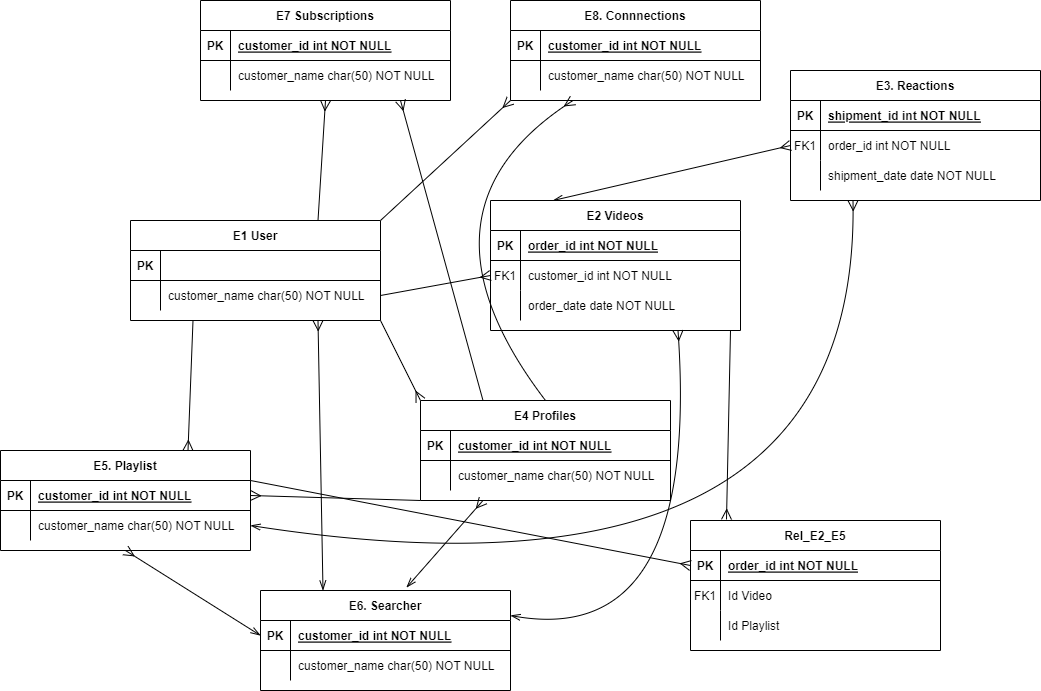 E7 Subscriptions
PK customer_id int NOT NULL
customer_name char(50) NOT NULL
E8. Connnections
PK customer_id int NOT NULL
customer_name char(50) NOT NULL
E3. Reactions
PK shipment_id int NOT NULL
FK1 order_id int NOT NULL
shipment_date date NOT NULL
E2 Videos
PK order_id int NOT NULL
FK1 customer_id int NOT NULL
order_date date NOT NULL
E1 User
PK
customer_name char(50) NOT NULL
E4 Profiles
PK customer_id int NOT NULL
customer_name char(50) NOT NULL
E5. Playlist
PK customer_id int NOT NULL
customer_name char(50) NOT NULL
Rel_E2_E5
PK order_id int NOT NULL
FK1 Id Video
Id Playlist
E6. Searcher
PK customer_id int NOT NULL
customer_name char(50) NOT NULL